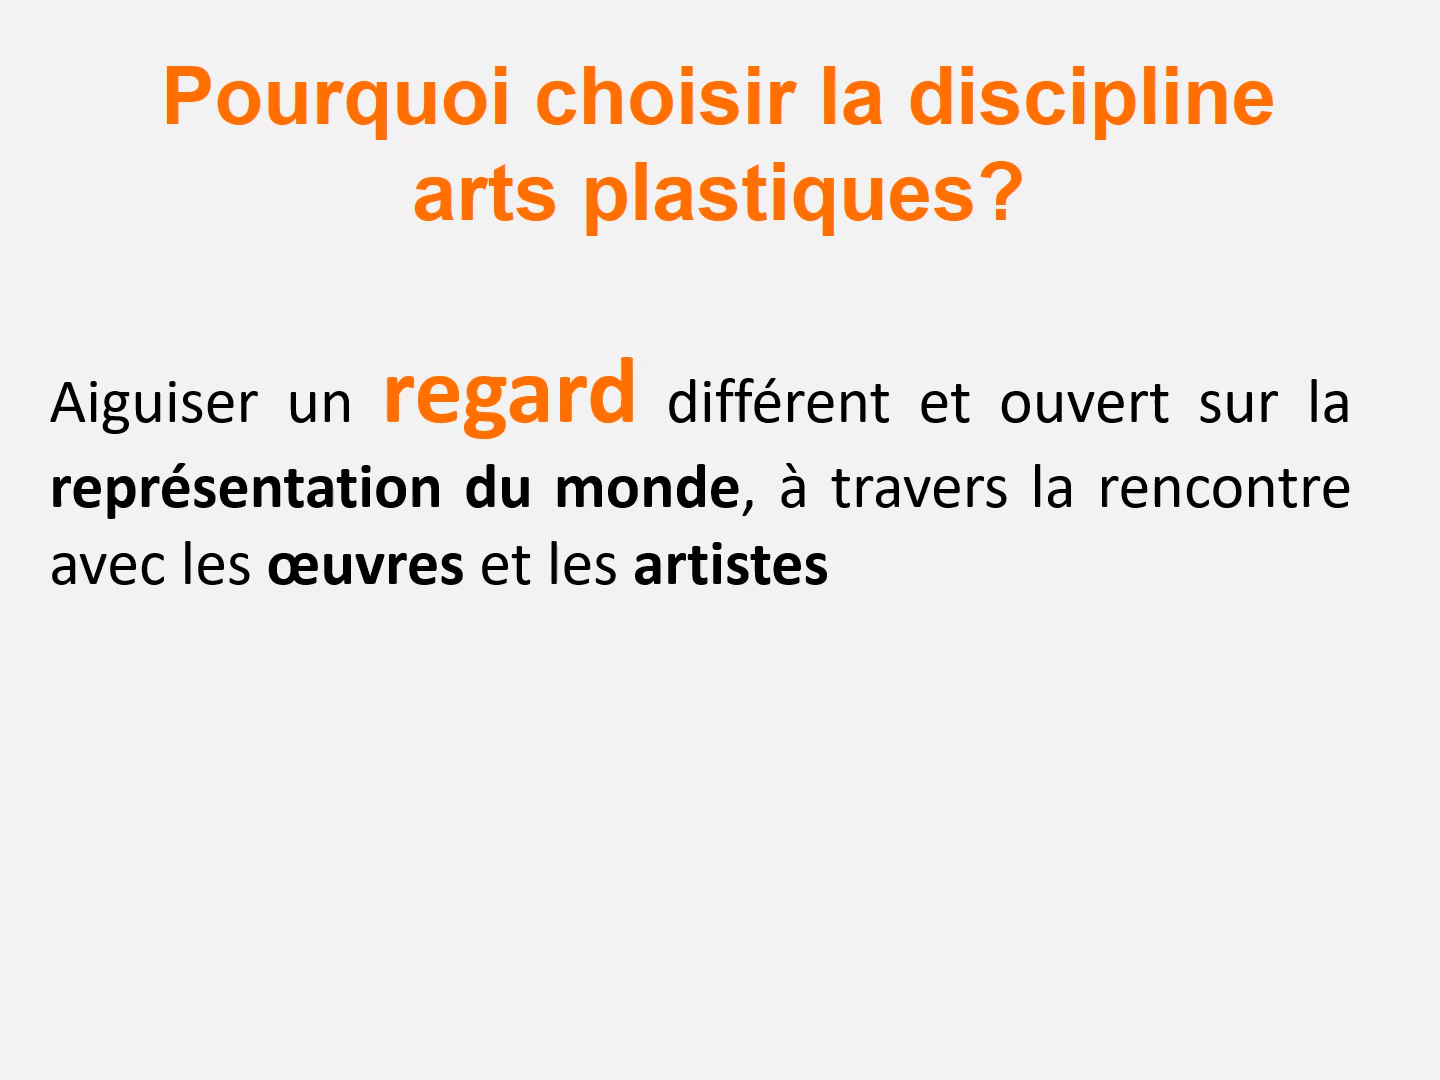 Pourquoi choisir la discipline
arts plastiques?
Aiguiser un regard différent et ouvert sur la
représentation du monde, à travers la rencontre
avec les œuvres et les artistes